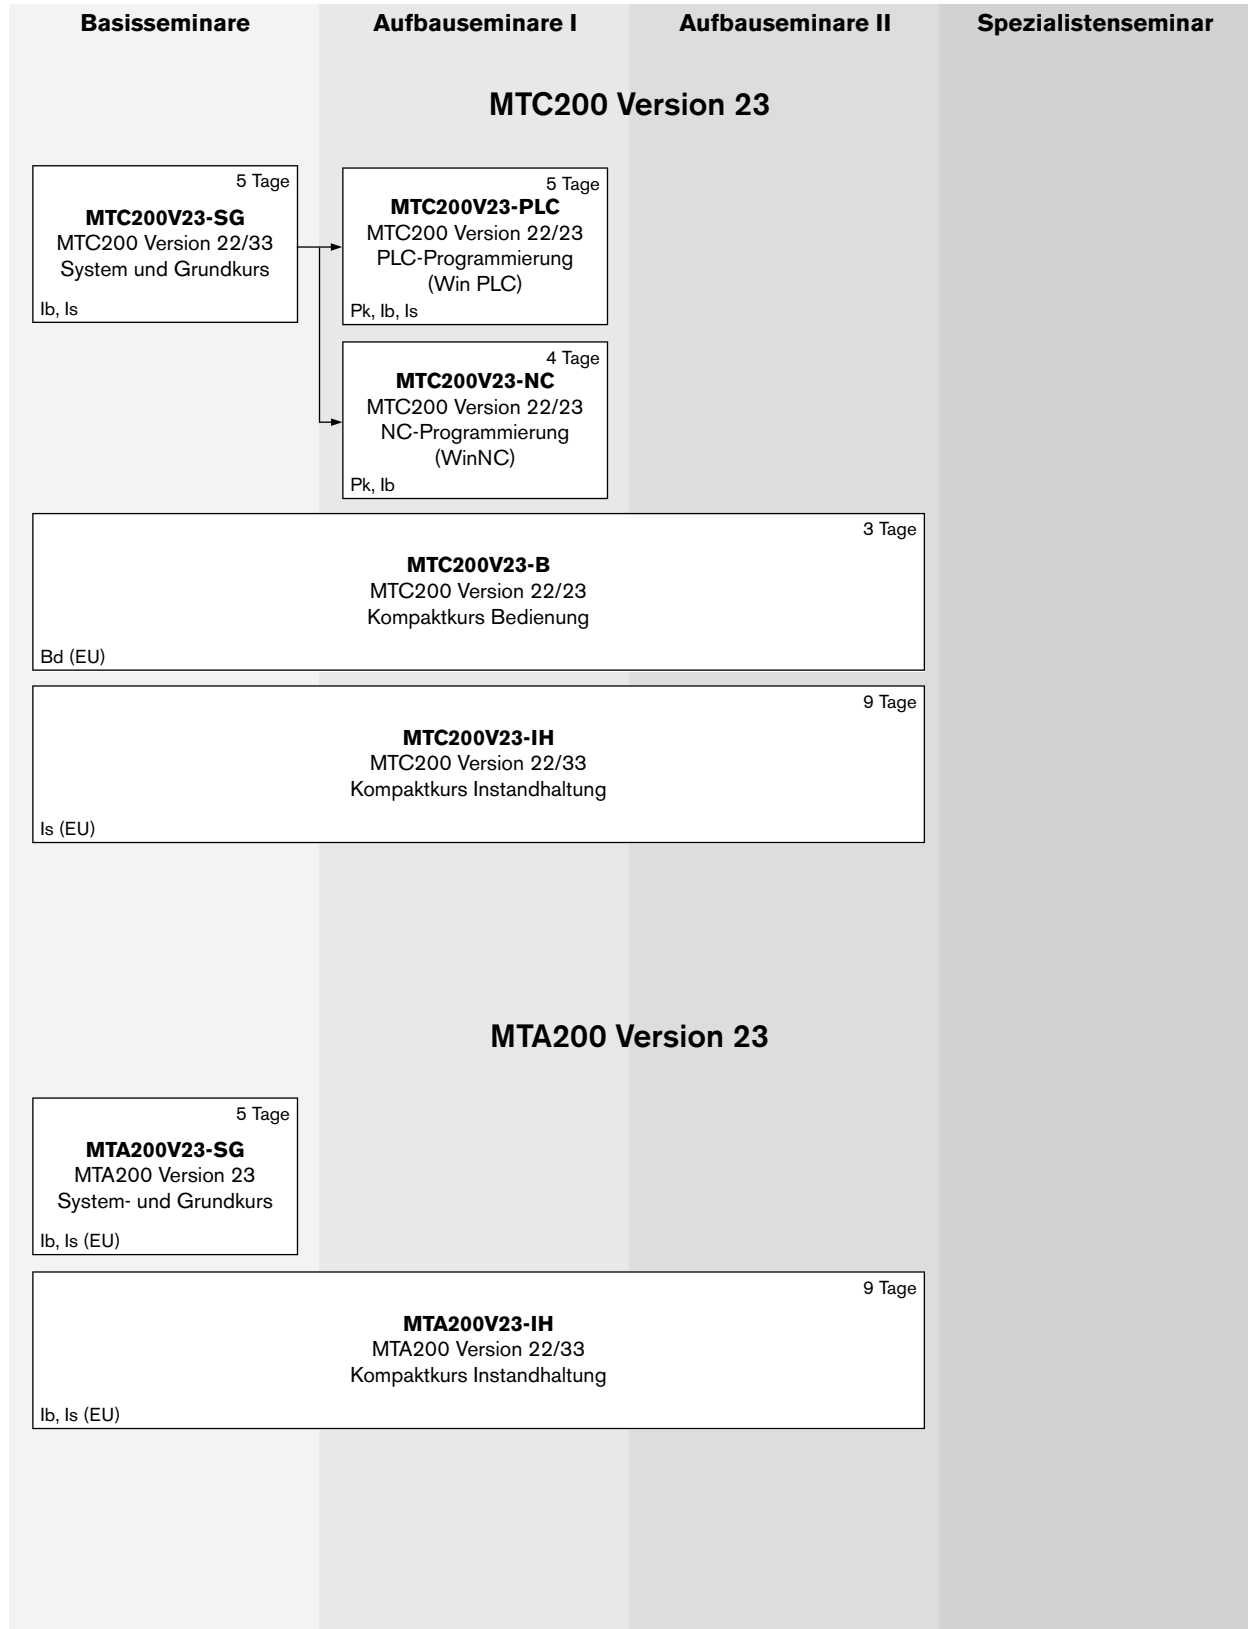 Basisseminare
Aufbauseminare I
Aufbauseminare II
Spezialistenseminar
MTC200 Version 23
5 Tage
MTC200V23-SG
MTC200 Version 22/33
System und Grundkurs
Ib, Is
5 Tage
MTC200V23-PLC
MTC200 Version 22/23
PLC-Programmierung
(Win PLC)
Pk, Ib, Is
4 Tage
MTC200V23-NC
MTC200 Version 22/23
NC-Programmierung
(WinNC)
Pk, Ib
3 Tage
MTC200V23-B
MTC200 Version 22/23
Kompaktkurs Bedienung
Bd (EU)
9 Tage
MTC200V23-IH
MTC200 Version 22/33
Kompaktkurs Instandhaltung
Is (EU)
MTA200 Version 23
5 Tage
MTA200V23-SG
MTA200 Version 23
System- und Grundkurs
Ib, Is (EU)
9 Tage
MTA200V23-IH
MTA200 Version 22/33
Kompaktkurs Instandhaltung
Ib, Is (EU)